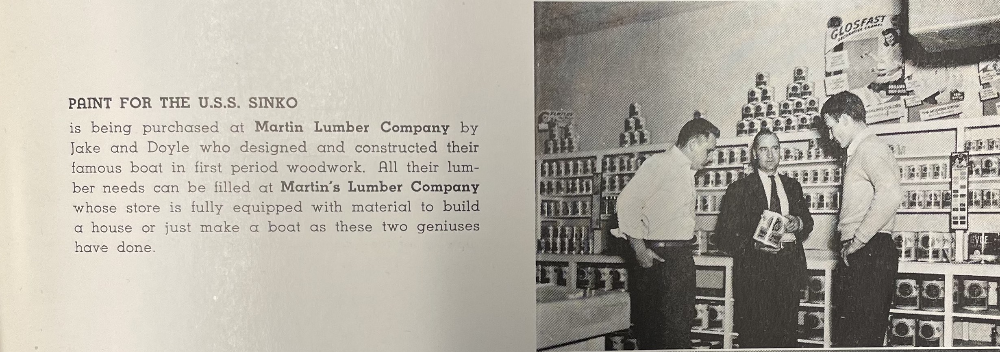 PAINT FOR THE U.S.S. SINKO
is being purchased at Martin Lumber Company by
Jake and Doyle who designed and constructed their
famous boat in first period woodwork. All their lum-
ber needs can be filled at Martin's Lumber Company
whose store is fully equipped with material to build
a house or just make a boat as these two geniuses
have done.
GLOSFAST